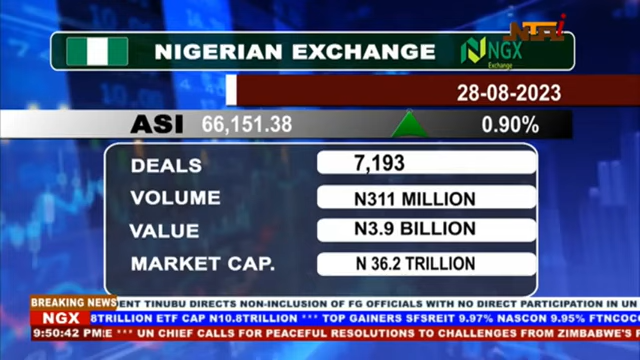 NTAi
NIGERIAN EXCHANGE
NGX
Exchange
28-08-2023
ASI 66,151.38 0.90%
DEALS 7,193
VOLUME N311 MILLION
VALUE N3.9 BILLION
MARKET CAP. N 36.2 TRILLION
BREAKING NEWS ENT TINUBU DIRECTS NON-INCLUSION OF FG OFFICIALS WITH NO DIRECT PARTICIPATION IN UN
NGX 8TRILLION ETF CAP N10.8TRILLION *** TOP GAINERS SFSREIT 9.97% NASCON 9.95% FTNCOCO
9:50:42 PM E *** UN CHIEF CALLS FOR PEACEFUL RESOLUTIONS TO CHALLENGES FROM ZIMBABWE'S